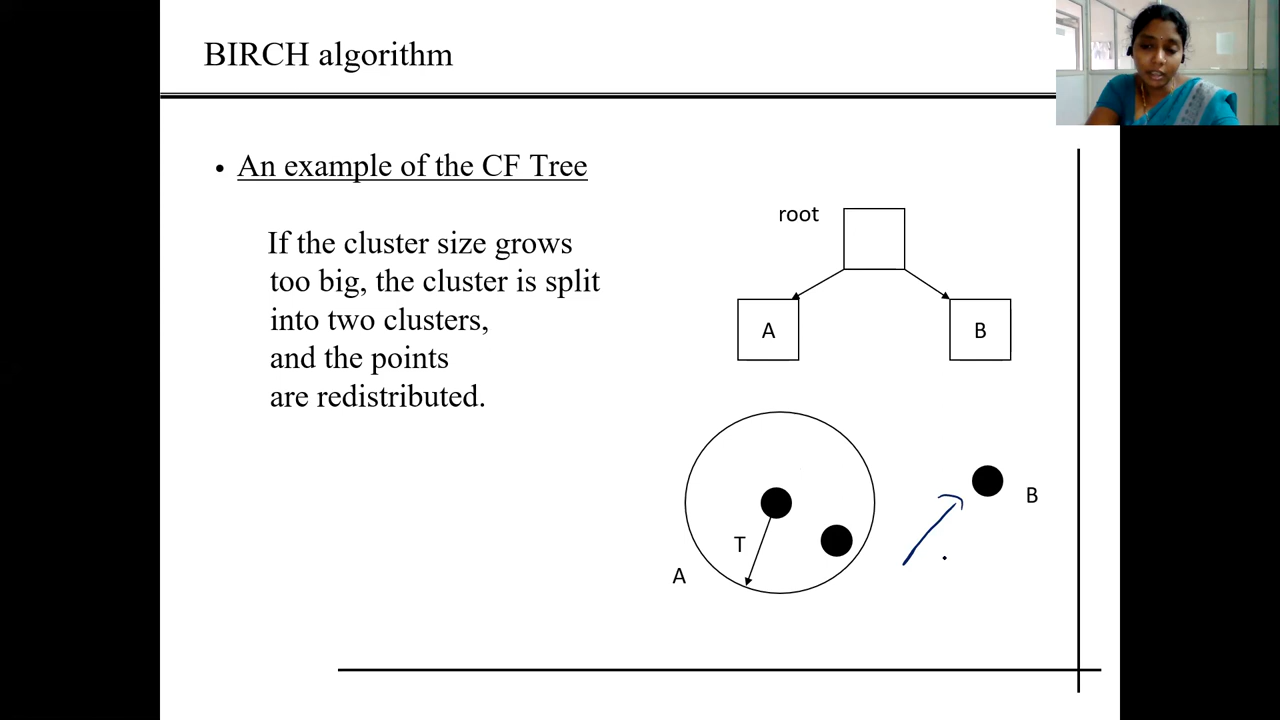 BIRCH algorithm
• An example of the CF Tree
If the cluster size grows
too big, the cluster is split
into two clusters,
and the points
are redistributed.
root
A
B
T
A
B